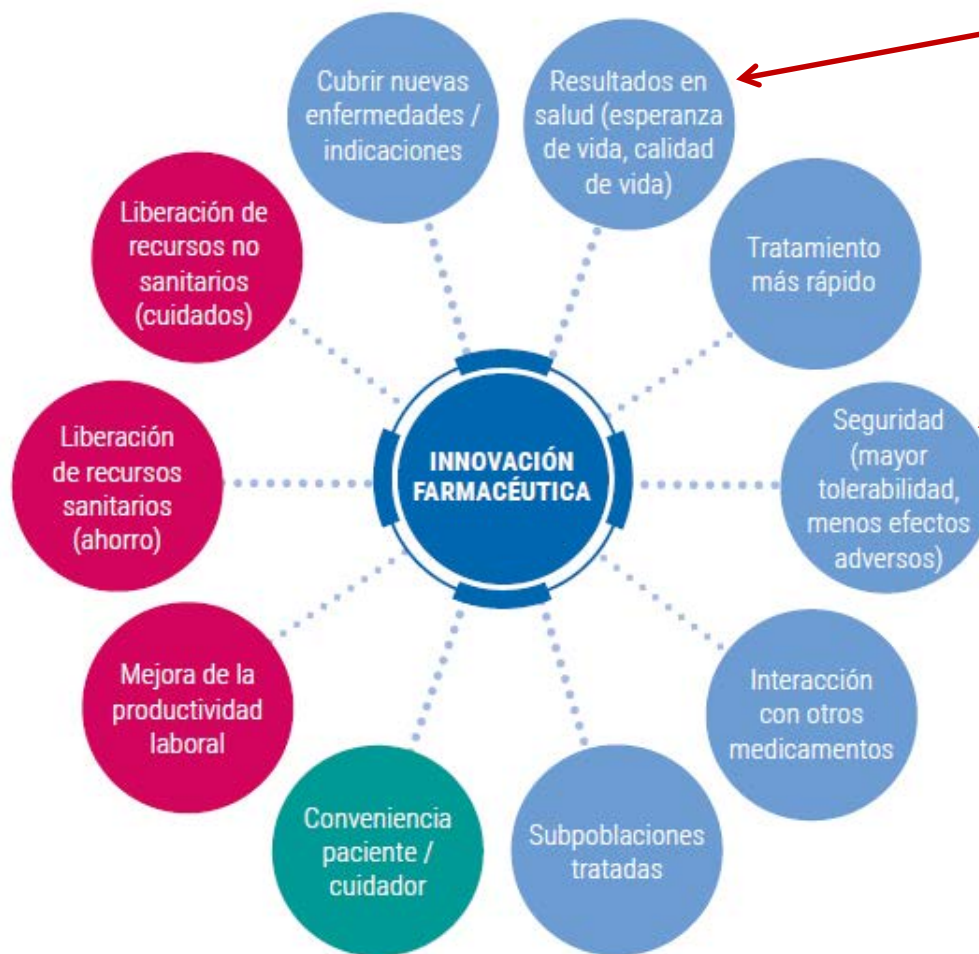 Cubrir nuevas
enfermedades /
indicaciones
Resultados en
salud (esperanza
de vida, calidad
de vida)
Tratamiento
más rápido
Seguridad
(mayor
tolerabilidad,
menos efectos
adversos)
Interacción
con otros
medicamentos
Subpoblaciones
tratadas
Conveniencia
paciente /
cuidador
Mejora de la
productividad
laboral
Liberación
de recursos
sanitarios
(ahorro)
Liberación de
recursos no
sanitarios
(cuidados)
INNOVACIÓN
FARMACÉUTICA